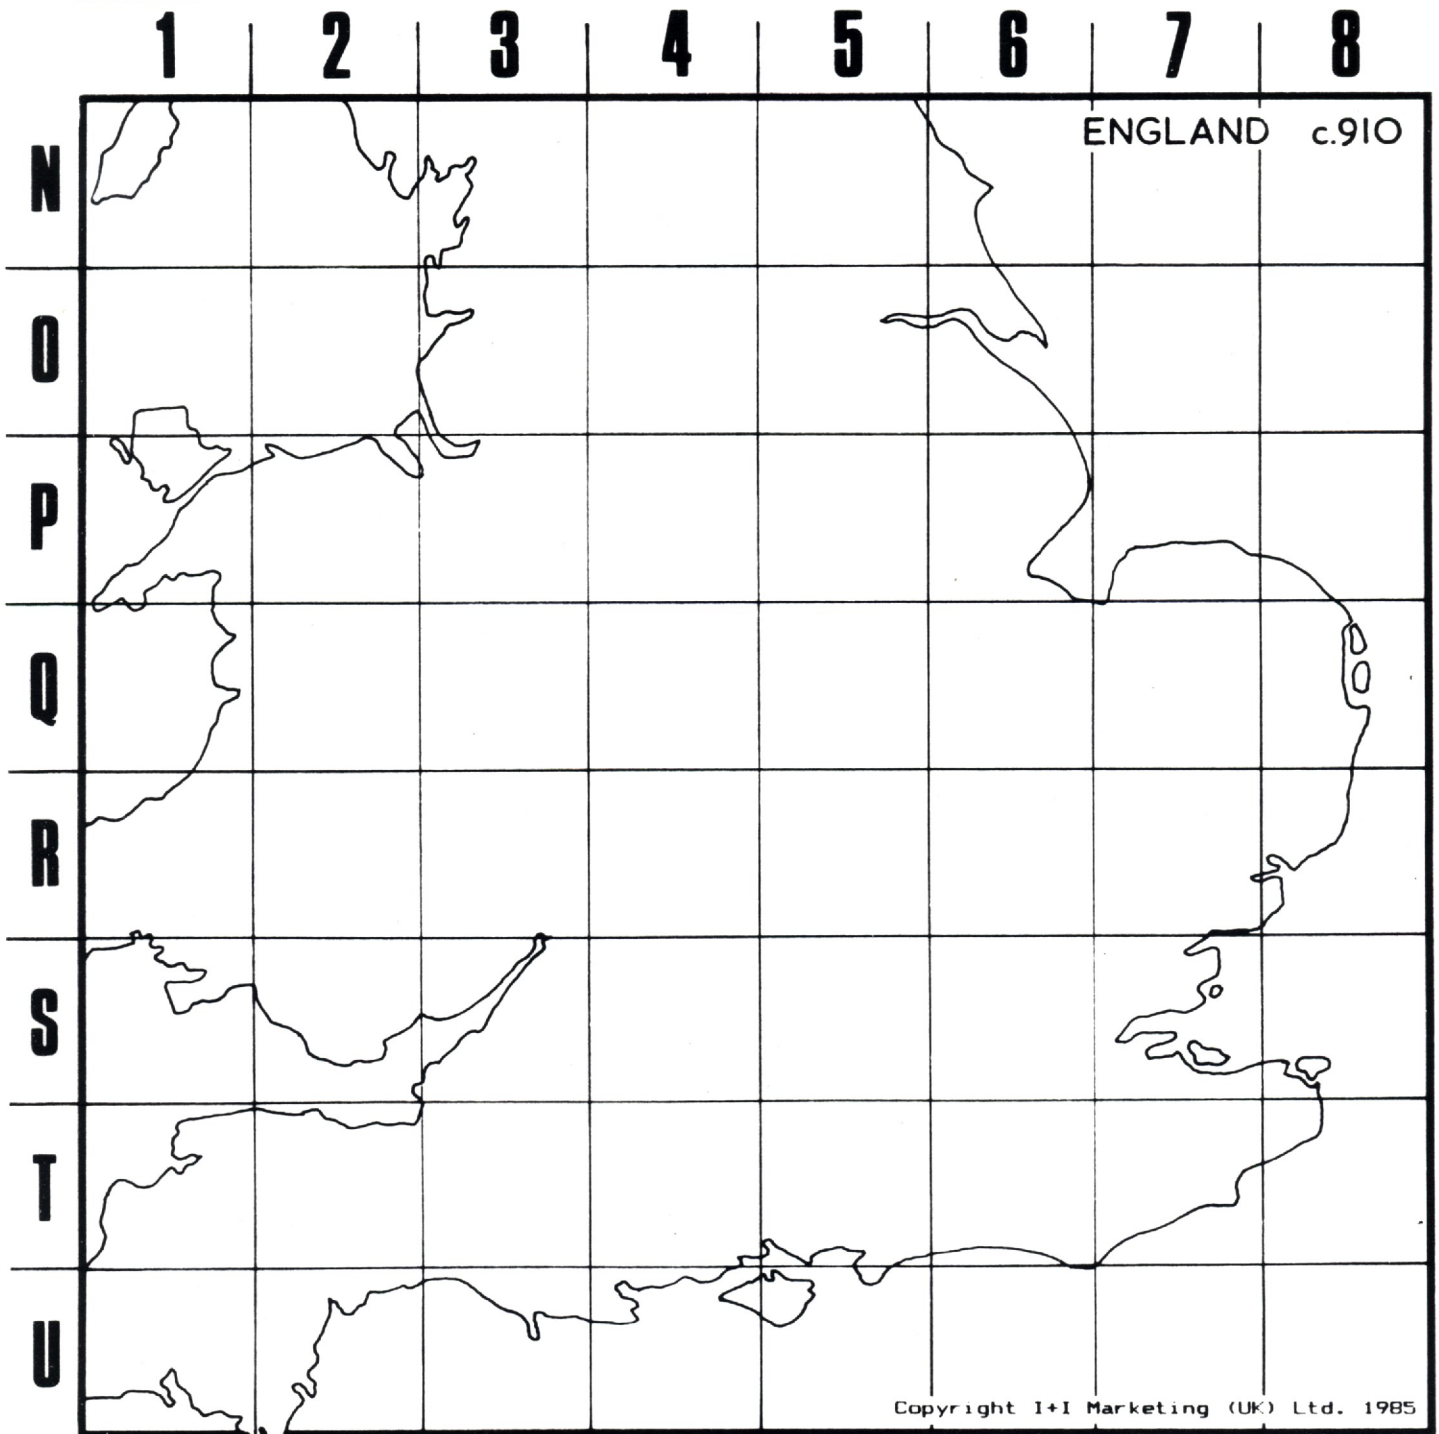 1 2 3 4 5 6 7 8
ENGLAND c.910
N
O
P
Q
R
S
T
U
Copyright I+I Marketing (UK) Ltd. 1985